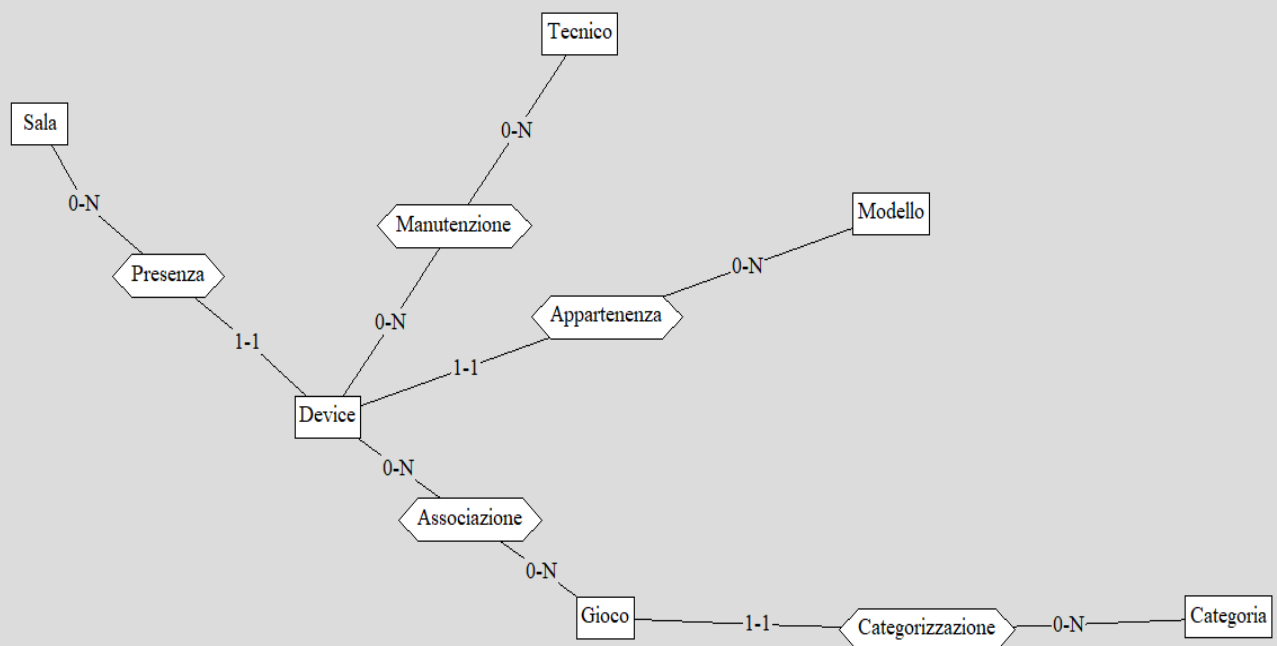 Tecnico
Sala
0-N
0-N
Modello
Manutenzione
0-N
Presenza
Appartenenza
0-N
1-1
1-1
Device
0-N
Associazione
0-N
Gioco
1-1
Categorizzazione
0-N
Categoria